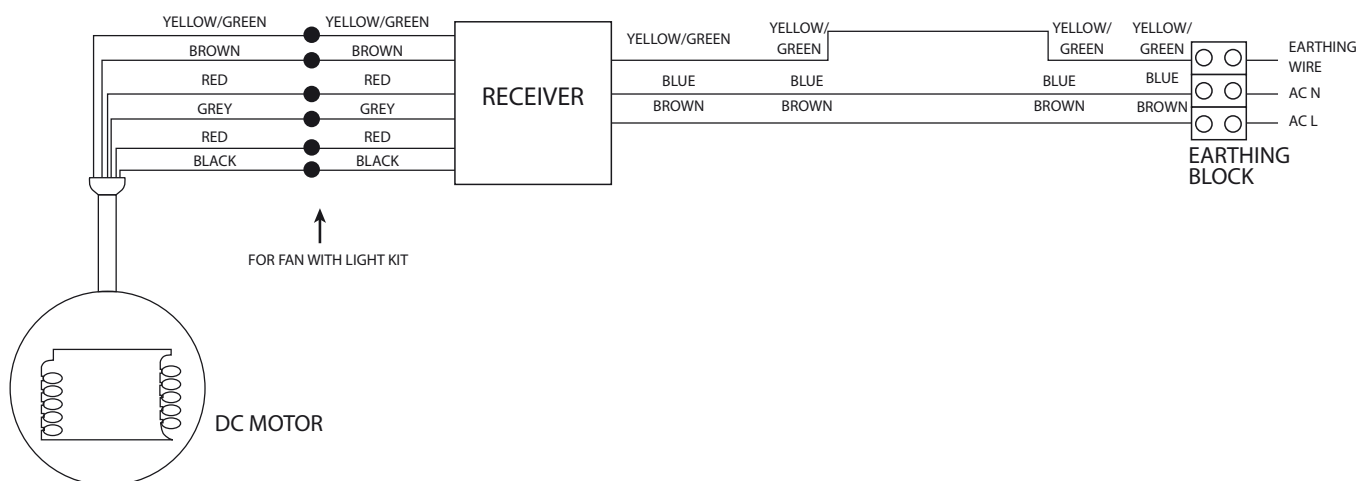 YELLOW/GREEN YELLOW/GREEN
BROWN BROWN
RED RED
GREY GREY
RED RED
BLACK BLACK
FOR FAN WITH LIGHT KIT
DC MOTOR
RECEIVER
YELLOW/GREEN
BLUE
BROWN
YELLOW/
GREEN
BLUE
BROWN
YELLOW/
GREEN
BLUE
BROWN
YELLOW/
GREEN
BLUE
BROWN
EARTHING
WIRE
AC N
AC L
EARTHING
BLOCK